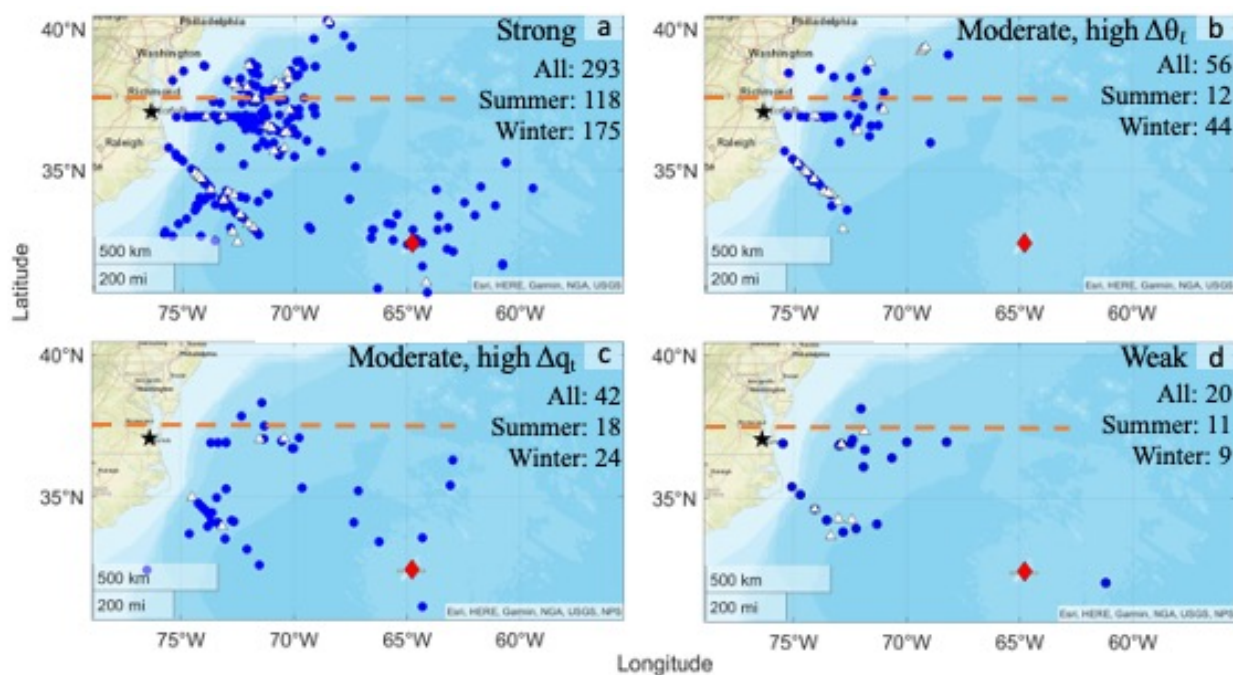 40°N
Philadelphia
Washington
Richmond
Raleigh
35°N
Strong
a
All: 293
Summer: 118
Winter: 175
500 km
200 mi
Esri, HERE, Garmin, NGA, USGS
75°W
70°W
65°W
60°W
40°N
Philadelphia
Washington
Richmond
Raleigh
35°N
Moderate, high Δθt
b
All: 56
Summer: 12
Winter: 44
500 km
200 mi
Esri, HERE, Garmin, NGA, USGS
75°W
70°W
65°W
60°W
Latitude
40°N
35°N
Moderate, high Δqt
c
All: 42
Summer: 18
Winter: 24
500 km
200 mi
Esri, HERE, Garmin, NGA, USGS, NPS
75°W
70°W
65°W
60°W
40°N
35°N
Weak
d
All: 20
Summer: 11
Winter: 9
500 km
200 mi
Esri, HERE, Garmin, NGA, USGS, NPS
75°W
70°W
65°W
60°W
Longitude